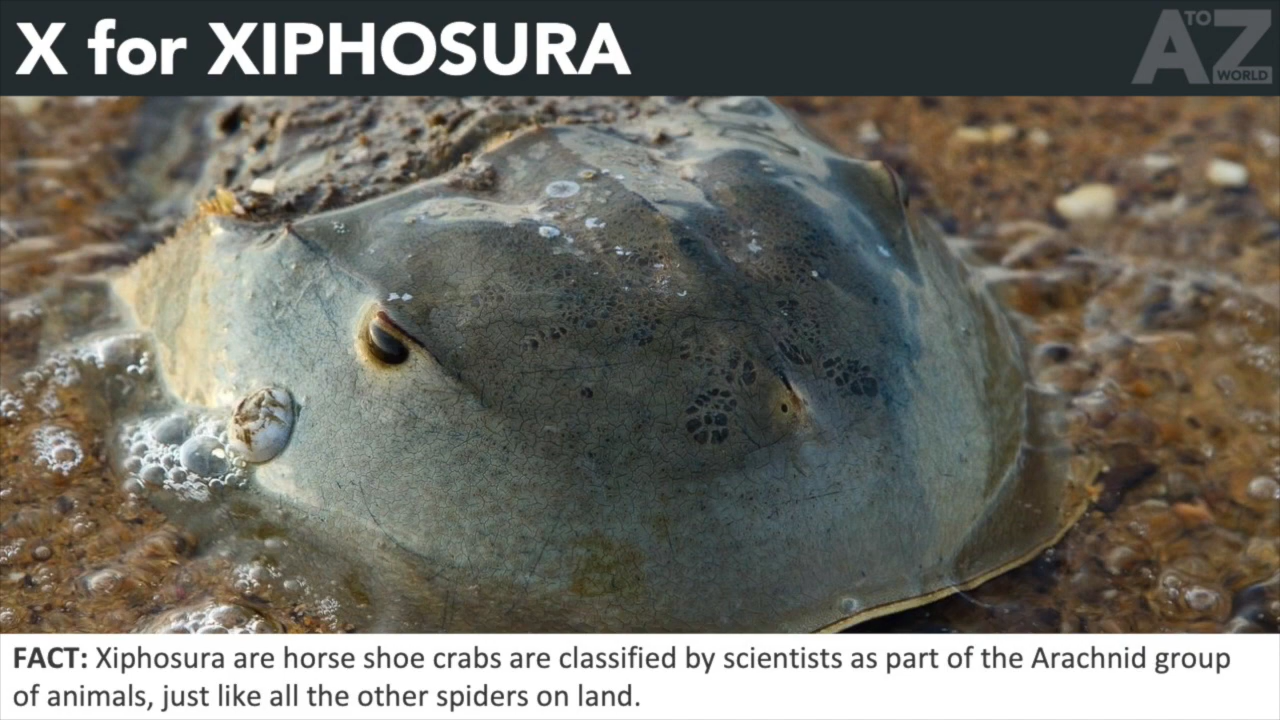 X for XIPHOSURA
A TO Z
WORLD
FACT: Xiphosura are horse shoe crabs are classified by scientists as part of the Arachnid group
of animals, just like all the other spiders on land.